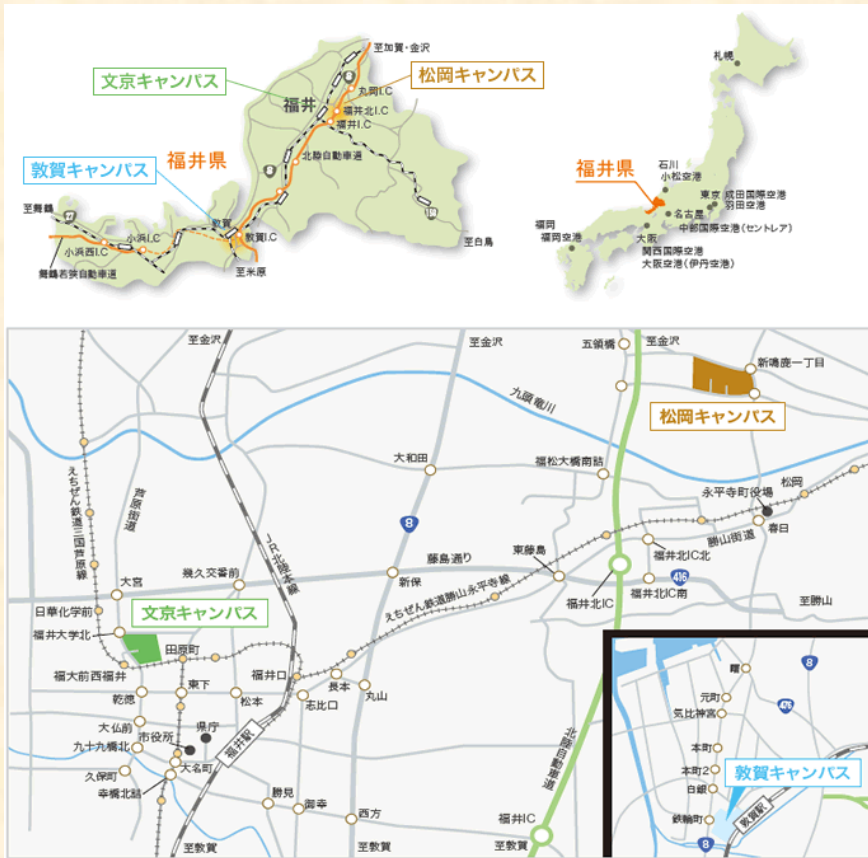 至加賀・金沢
文京キャンパス
松岡キャンパス
8
丸岡I.C
福井
福井北I.C
福井I.C
敦賀キャンパス
福井県
北陸自動車道
8
至舞鶴
27
敦賀
敦賀I.C
小浜I.C
小浜西I.C
舞鶴若狭自動車道
至米原
至白鳥
札幌
福井県
石川
小松空港
東京 成田国際空港
羽田空港
名古屋
中部国際空港(セントレア)
福岡
福岡空港
大阪
関西国際空港
大阪空港(伊丹空港)
至金沢
至金沢
五領橋
至金沢
新鳴鹿一丁目
松岡キャンパス
九頭竜川
大和田
福松大橋南詰
松岡
永平寺町役場
えちぜん鉄道三国芦原線
芦原街道
JR北陸本線
8
勝山街道
春日
福井北IC北
東藤島
藤島通り
幾久交番前
新保
大宮
416
福井北IC
福井北IC南
えちぜん鉄道勝山永平寺線
至勝山
日華化学前
文京キャンパス
福井大学北
田原町
福大前西福井
福井口
乾徳
東下
松本
志比口
長本
丸山
大仏前
市役所
県庁
福井駅
九十九橋北
大名町
久保町
幸橋北詰
勝見
御幸
西方
北陸自動車道
福井IC
至敦賀
至敦賀
至敦賀
曙
8
元町
476
気比神宮
本町
本町2
敦賀キャンパス
白銀
鉄輪町
敦賀駅
8